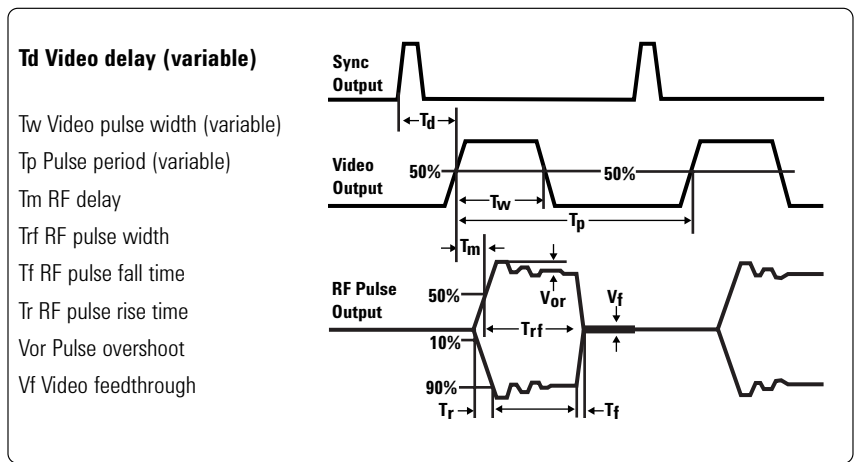 Td Video delay (variable)
Tw Video pulse width (variable)
Tp Pulse period (variable)
Tm RF delay
Trf RF pulse width
Tf RF pulse fall time
Tr RF pulse rise time
Vor Pulse overshoot
Vf Video feedthrough
Sync
Output
Td
Video
Output
50%
50%
Tw
Tp
Tm
RF Pulse
Output
50%
Vor
Vf
Trf
10%
90%
Tr
Tf